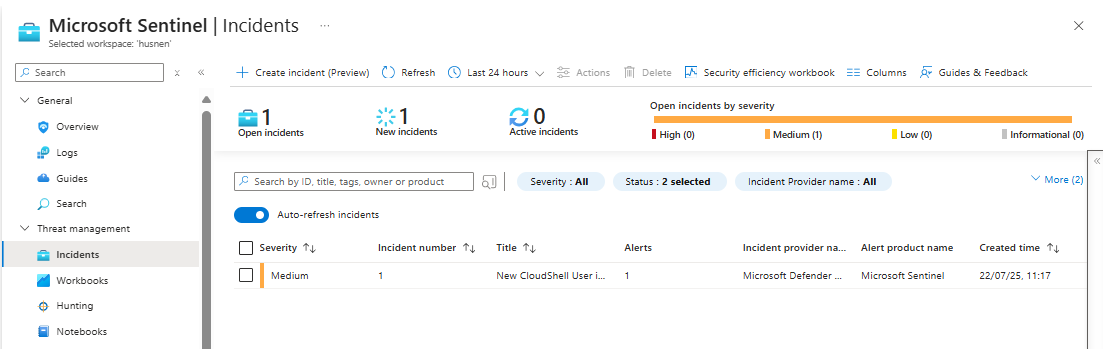 Microsoft Sentinel | Incidents ...
Selected workspace: 'husnen'
Search
General
Overview
Logs
Guides
Search
Threat management
Incidents
Workbooks
Hunting
Notebooks
Create incident (Preview) Refresh Last 24 hours Actions Delete Security efficiency workbook Columns Guides & Feedback
1 Open incidents
1 New incidents
0 Active incidents
Open incidents by severity
High (0) Medium (1) Low (0) Informational (0)
Search by ID, title, tags, owner or product Severity : All Status : 2 selected Incident Provider name : All More (2)
Auto-refresh incidents
Severity Incident number Title Alerts Incident provider na... Alert product name Created time
Medium 1 New CloudShell User i... 1 Microsoft Defender ... Microsoft Sentinel 22/07/25, 11:17